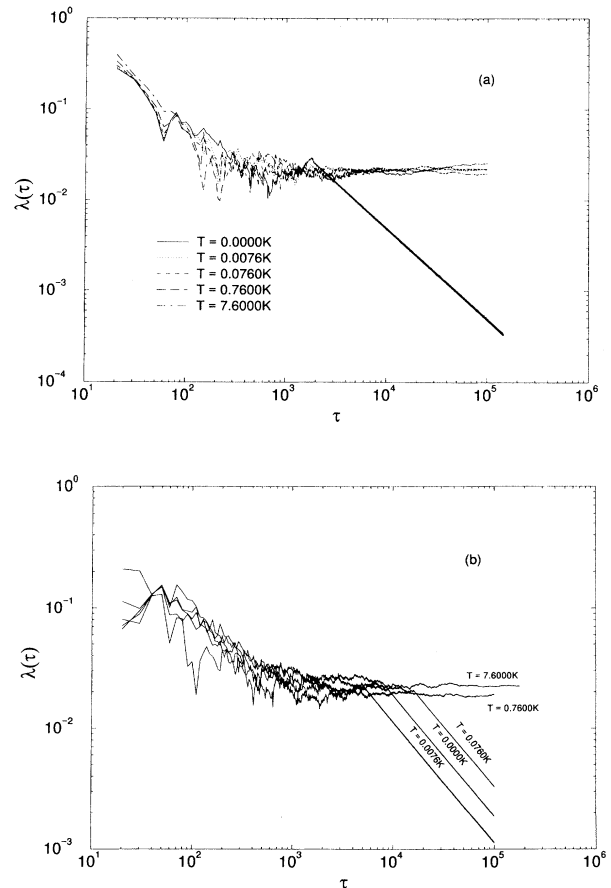 10^0
(a)
10^-1
10^-2
λ(τ)
T = 0.0000K
T = 0.0076K
T = 0.0760K
T = 0.7600K
T = 7.6000K
10^-3
10^-4
10^1 10^2 10^3 10^4 10^5 10^6
τ
10^0
(b)
10^-1
λ(τ)
T = 7.6000K
T = 0.7600K
10^-2
T = 0.0076K
T = 0.0000K
T = 0.0760K
10^-3
10^1 10^2 10^3 10^4 10^5 10^6
τ